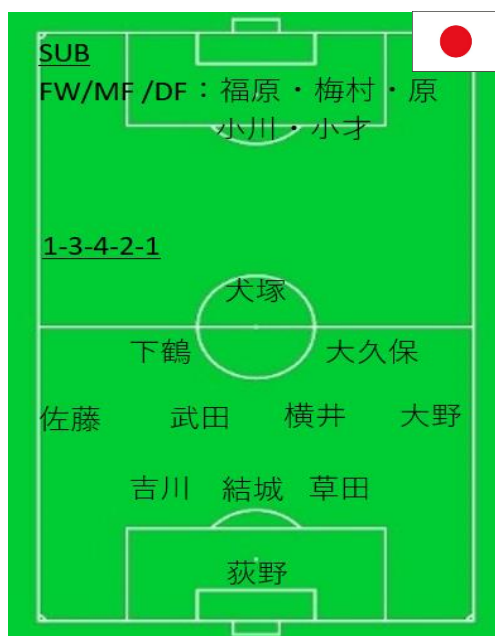 SUB
FW/MF /DF：福原・梅村・原
小川・小才
1-3-4-2-1
犬塚
下鶴 大久保
佐藤 武田 横井 大野
吉川 結城 草田
荻野